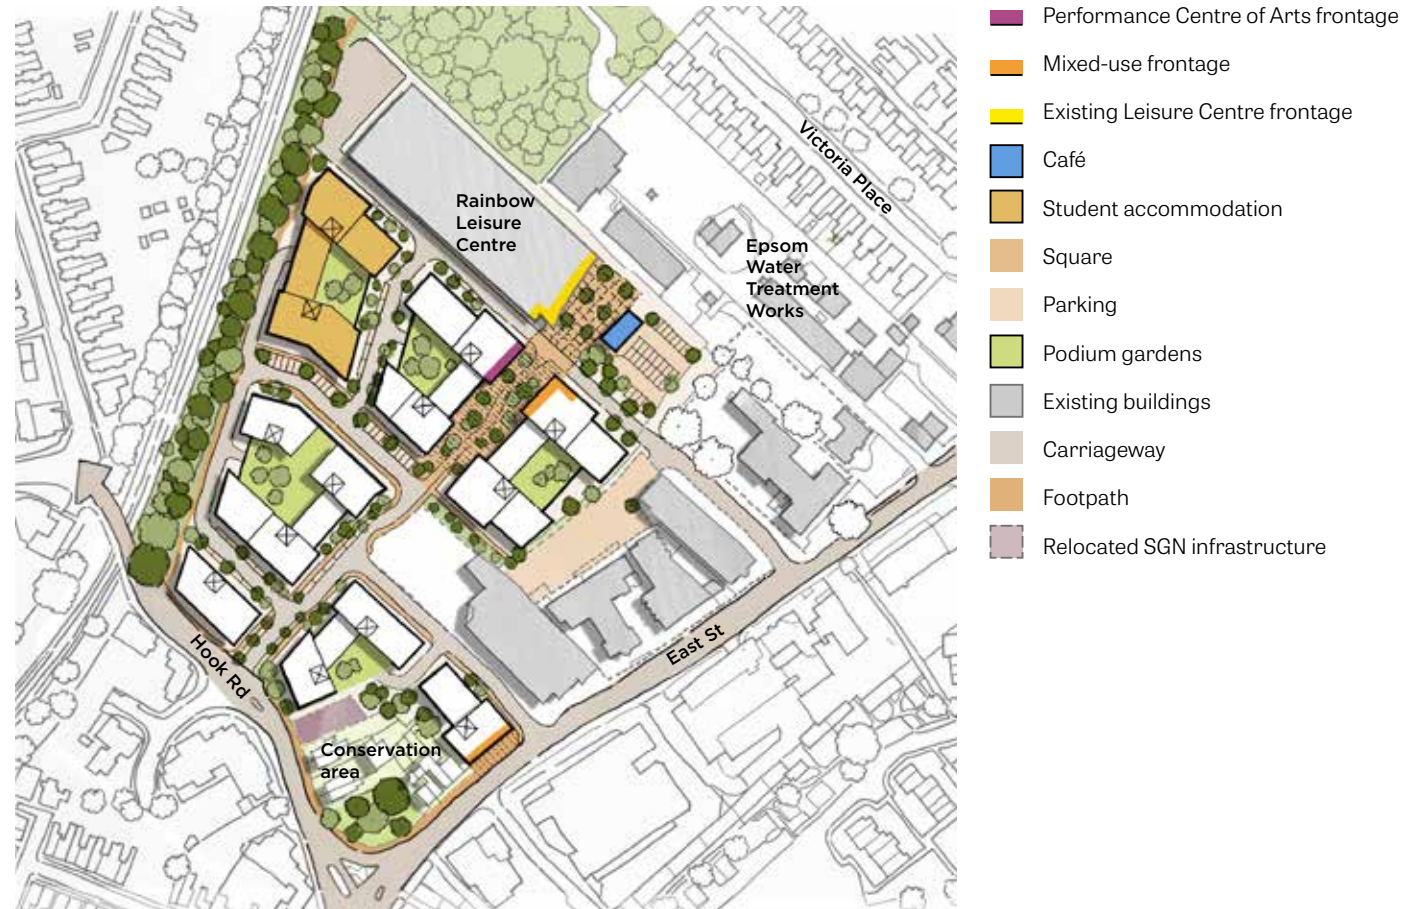 Performance Centre of Arts frontage
Mixed-use frontage
Existing Leisure Centre frontage
Café
Student accommodation
Square
Parking
Podium gardens
Existing buildings
Carriageway
Footpath
Relocated SGN infrastructure
Victoria Place
Rainbow
Leisure
Centre
Epsom
Water
Treatment
Works
Hook Rd
East St
Conservation
area